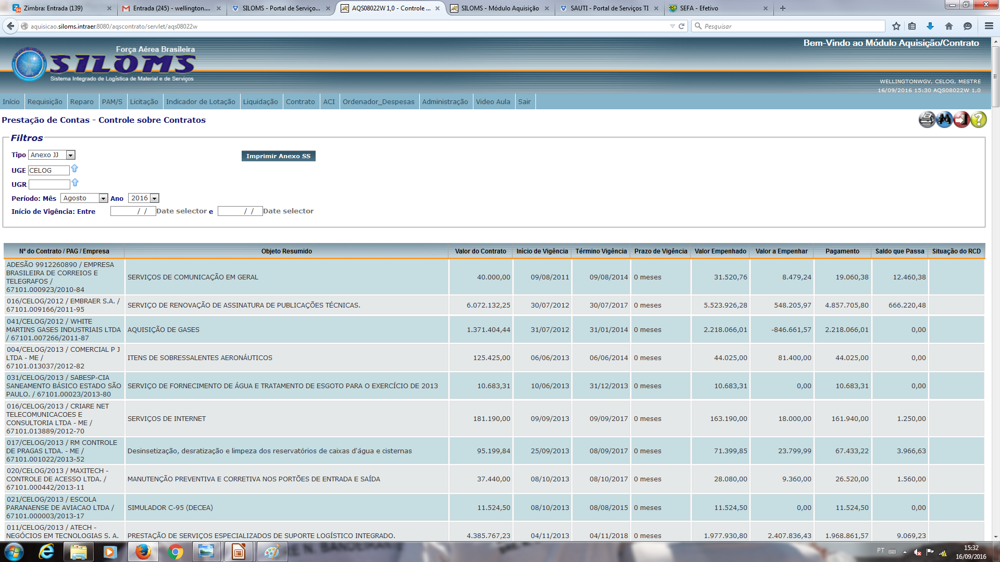 Zimbra: Entrada (139)
Entrada (245) - wellington....
SILOMS - Portal de Serviço...
AQS08022W 1,0 - Controle ...
SILOMS - Módulo Aquisição
SAUTI - Portal de Serviços TI
SEFA - Efetivo
aquisicao.siloms.intraer:8080/aqscontrato/servlet/aqs08022w
Pesquisar
Força Aérea Brasileira
SILOMS
Sistema Integrado de Logística de Material e de Serviços
Bem-Vindo ao Módulo Aquisição/Contrato
WELLINGTONWGV, CELOG, MESTRE
16/09/2016 15:30 AQS08022W 1,0
Início Requisição Reparo PAM/S Licitação Indicador de Lotação Liquidação Contrato ACI Ordenador_Despesas Administração Video Aula Sair
Prestação de Contas - Controle sobre Contratos
Filtros
Tipo Anexo JJ
Imprimir Anexo SS
UGE CELOG
UGR
Período: Mês Agosto Ano 2016
Início de Vigência: Entre / / Date selector e / / Date selector
Nº do Contrato / PAG / Empresa Objeto Resumido Valor do Contrato Início de Vigência Término Vigência Prazo de Vigência Valor Empenhado Valor a Empenhar Pagamento Saldo que Passa Situação do RCD
ADESÃO 9912260890 / EMPRESA
BRASILEIRA DE CORREIOS E
TELEGRAFOS /
67101.000923/2010-84
SERVIÇOS DE COMUNICAÇÃO EM GERAL 40.000,00 09/08/2011 09/08/2014 0 meses 31.520,76 8.479,24 19.060,38 12.460,38
016/CELOG/2012 / EMBRAER S.A. /
67101.009166/2011-95
SERVIÇO DE RENOVAÇÃO DE ASSINATURA DE PUBLICAÇÕES TÉCNICAS. 6.072.132,25 30/07/2012 30/07/2017 0 meses 5.523.926,28 548.205,97 4.857.705,80 666.220,48
041/CELOG/2012 / WHITE
MARTINS GASES INDUSTRIAIS LTDA
/ 67101.007266/2011-87
AQUISIÇÃO DE GASES 1.371.404,44 31/07/2012 31/01/2014 0 meses 2.218.066,01 -846.661,57 2.218.066,01 0,00
004/CELOG/2013 / COMERCIAL P J
LTDA - ME /
67101.013037/2012-82
ITENS DE SOBRESSALENTES AERONÁUTICOS 125.425,00 06/06/2013 06/06/2014 0 meses 44.025,00 81.400,00 44.025,00 0,00
031/CELOG/2013 / SABESP-CIA
SANEAMENTO BÁSICO ESTADO SÃO
PAULO. / 67101.00023/2013-80
SERVIÇO DE FORNECIMENTO DE ÁGUA E TRATAMENTO DE ESGOTO PARA O EXERCÍCIO DE 2013 10.683,31 10/06/2013 31/12/2013 0 meses 10.683,31 0,00 10.683,31 0,00
016/CELOG/2013 / CRIARE NET
TELECOMUNICACOES E
CONSULTORIA LTDA - ME /
67101.013889/2012-70
SERVIÇOS DE INTERNET 181.190,00 09/09/2013 09/09/2017 0 meses 163.190,00 18.000,00 161.940,00 1.250,00
017/CELOG/2013 / RM CONTROLE
DE PRAGAS LTDA. - ME /
67101.001022/2013-52
Desinsetização, desratização e limpeza dos reservatórios de caixas d'água e cisternas 95.199,84 25/09/2013 08/09/2017 0 meses 71.399,85 23.799,99 67.433,22 3.966,63
020/CELOG/2013 / MAXITECH -
CONTROLE DE ACESSO LTDA. /
67101.000442/2013-11
MANUTENÇÃO PREVENTIVA E CORRETIVA NOS PORTÕES DE ENTRADA E SAÍDA 37.440,00 08/10/2013 08/10/2017 0 meses 28.080,00 9.360,00 26.520,00 1.560,00
021/CELOG/2013 / ESCOLA
PARANAENSE DE AVIACAO LTDA /
67101.000003/2013-17
SIMULADOR C-95 (DECEA) 11.524,50 08/10/2013 08/08/2015 0 meses 11.524,50 0,00 11.524,50 0,00
011/CELOG/2013 / ATECH -
NEGÓCIOS EM TECNOLOGIAS S. A.
PRESTAÇÃO DE SERVIÇOS ESPECIALIZADOS DE SUPORTE LOGÍSTICO INTEGRADO. 4.385.767,23 04/11/2013 04/11/2018 0 meses 1.977.930,80 2.407.836,43 1.968.861,57 9.069,23
PT
15:32
16/09/2016